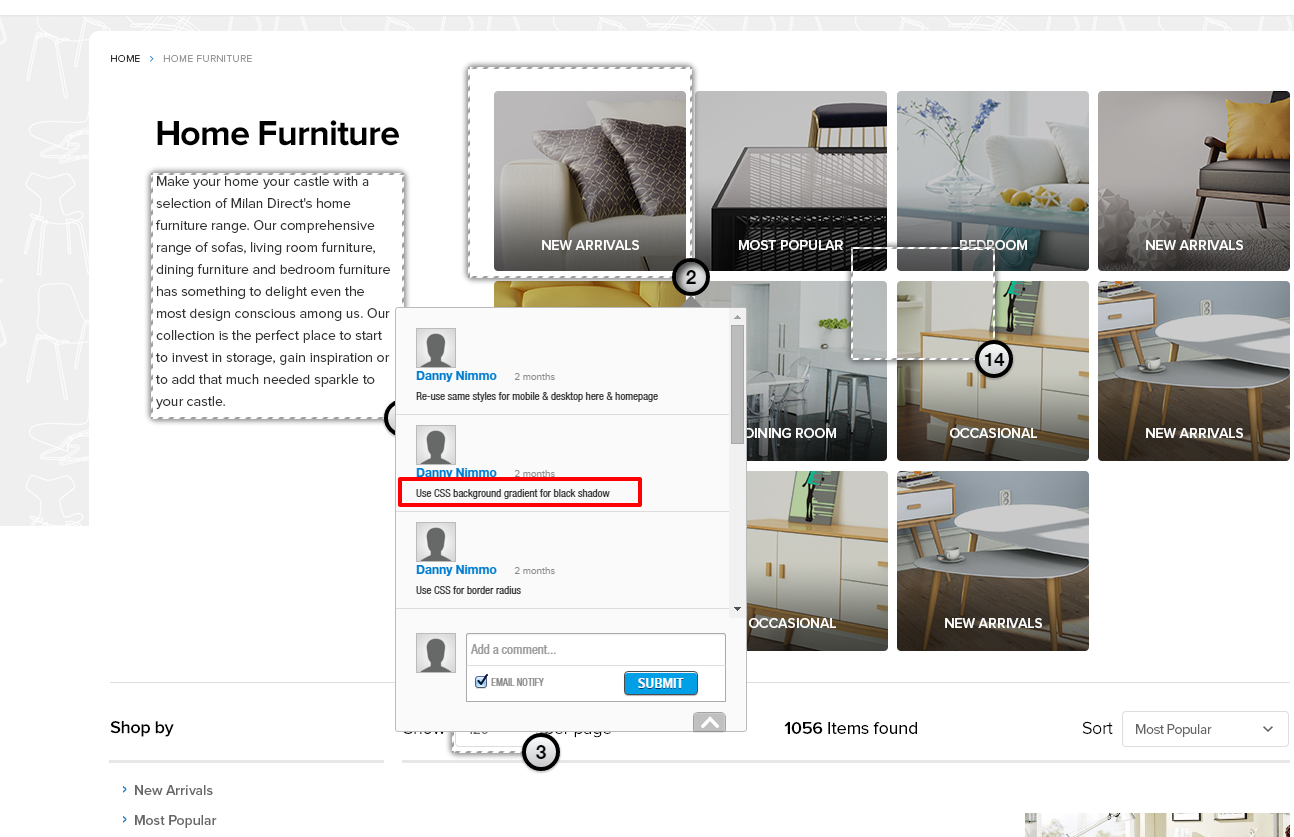 HOME › HOME FURNITURE
Home Furniture
Make your home your castle with a
selection of Milan Direct's home
furniture range. Our comprehensive
range of sofas, living room furniture,
dining furniture and bedroom furniture
has something to delight even the
most design conscious among us. Our
collection is the perfect place to start
to invest in storage, gain inspiration or
to add that much needed sparkle to
your castle.
NEW ARRIVALS
MOST POPULAR
BEDROOM
NEW ARRIVALS
2
14
DINING ROOM
OCCASIONAL
NEW ARRIVALS
OCCASIONAL
NEW ARRIVALS
Danny Nimmo 2 months
Re-use same styles for mobile & desktop here & homepage
Danny Nimmo 2 months
Use CSS background gradient for black shadow
Danny Nimmo 2 months
Use CSS for border radius
Add a comment...
EMAIL NOTIFY
SUBMIT
Shop by
Show 120 per page
3
1056 Items found
Sort
Most Popular
› New Arrivals
› Most Popular